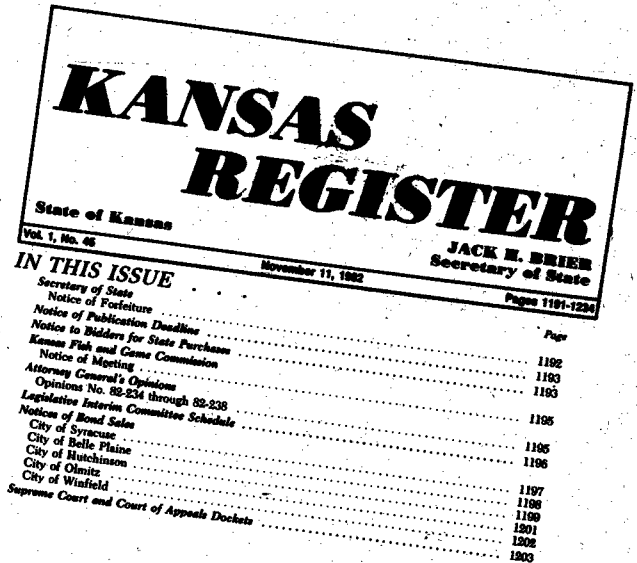 KANSAS
REGISTER
State of Kansas
JACK H. BRIER
Secretary of State
Vol. 1, No. 45 November 11, 1982 Pages 1191-1234
IN THIS ISSUE
Page
Secretary of State
Notice of Forfeiture ........ 1192
Notice of Publication Deadline ........ 1193
Notice to Bidders for State Purchases ........ 1193
Kansas Fish and Game Commission
Notice of Meeting ........ 1195
Attorney General's Opinions
Opinions No. 82-234 through 82-238 ........ 1195
Legislative Interim Committee Schedule ........ 1196
Notices of Bond Sales
City of Syracuse ........ 1197
City of Belle Plaine ........ 1198
City of Hutchinson ........ 1199
City of Olmitz ........ 1201
City of Winfield ........ 1202
Supreme Court and Court of Appeals Dockets ........ 1203